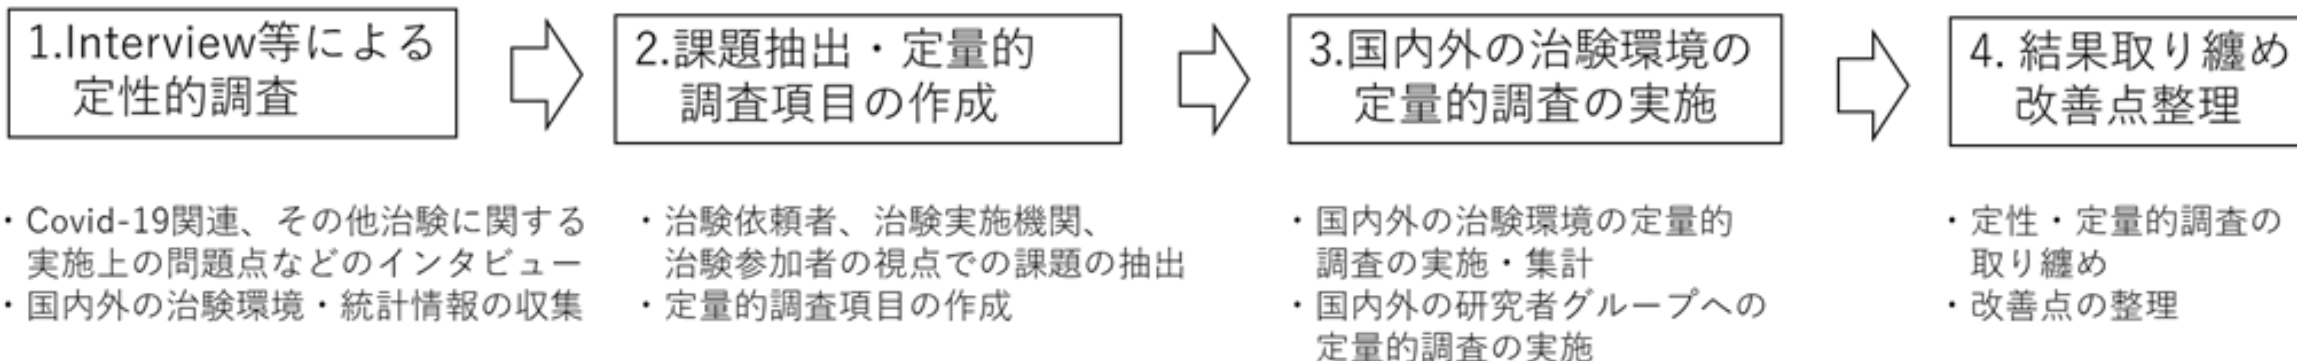 1.Interview等による
定性的調査
2.課題抽出・定量的
調査項目の作成
3.国内外の治験環境の
定量的調査の実施
4. 結果取り纏め
改善点整理
・Covid-19関連、その他治験に関する
実施上の問題点などのインタビュー
・国内外の治験環境・統計情報の収集
・治験依頼者、治験実施機関、
治験参加者の視点での課題の抽出
・定量的調査項目の作成
・国内外の治験環境の定量的
調査の実施・集計
・国内外の研究者グループへの
定量的調査の実施
・定性・定量的調査の
取り纏め
・改善点の整理